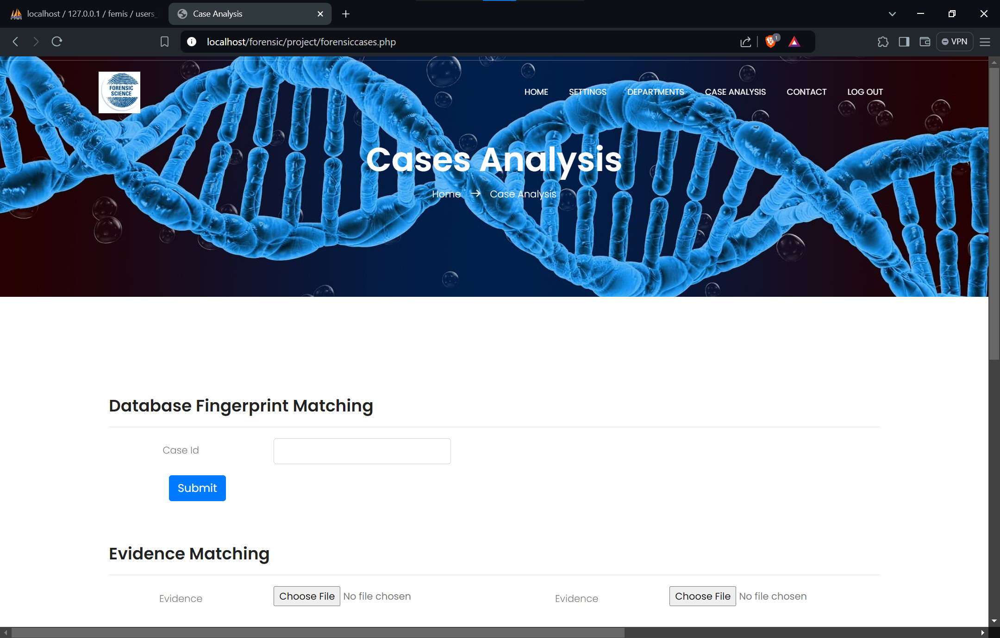 localhost / 127.0.0.1 / femis / users_
Case Analysis
localhost/forensic/project/forensiccases.php
1
VPN
FORENSIC
SCIENCE
HOME SETTINGS DEPARTMENTS CASE ANALYSIS CONTACT LOG OUT
Cases Analysis
Home → Case Analysis
Database Fingerprint Matching
Case Id
Submit
Evidence Matching
Evidence Choose File No file chosen Evidence Choose File No file chosen